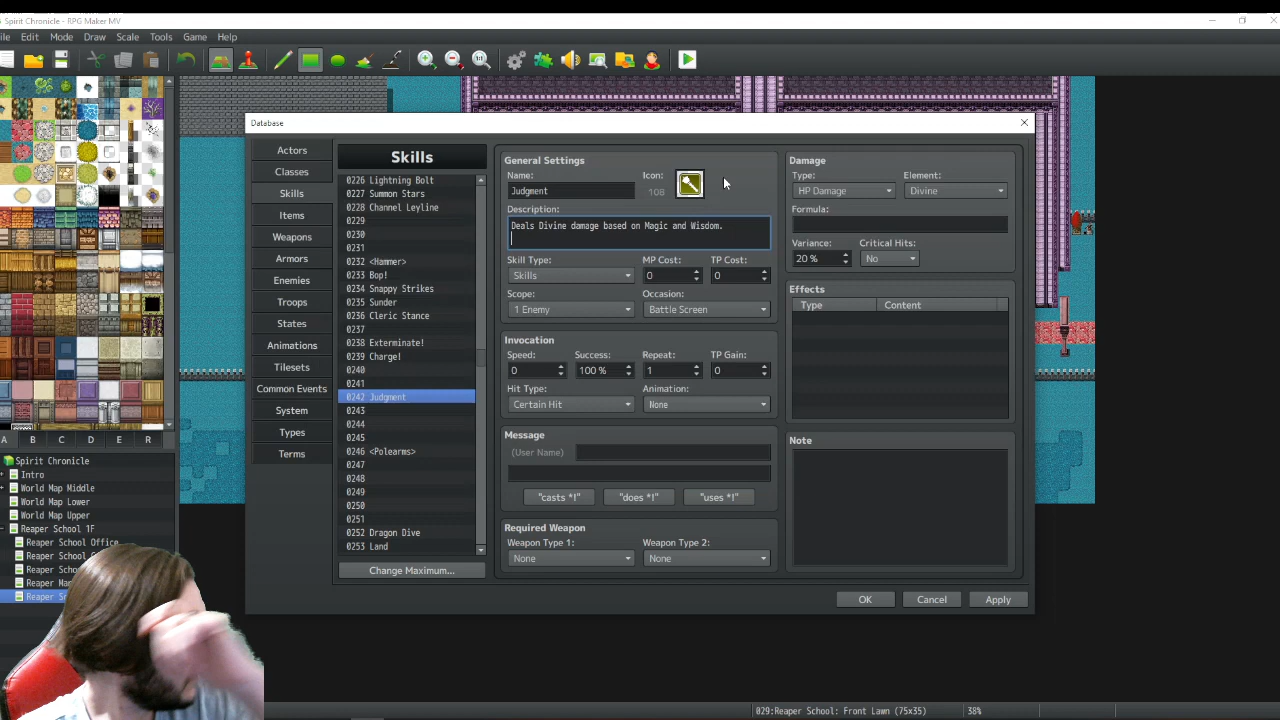 Spirit Chronicle - RPG Maker MV
Edit Mode Draw Scale Tools Game Help
1:1
Database
Actors
Classes
Skills
Items
Weapons
Armors
Enemies
Troops
States
Animations
Tilesets
Common Events
System
Types
Terms
Skills
0226 Lightning Bolt
0227 Summon Stars
0228 Channel Leyline
0229
0230
0231
0232 <Hammer>
0233 Bop!
0234 Snappy Strikes
0235 Sunder
0236 Cleric Stance
0237
0238 Exterminate!
0239 Charge!
0240
0241
0242 Judgment
0243
0244
0245
0246 <Polearms>
0247
0248
0249
0250
0251
0252 Dragon Dive
0253 Land
Change Maximum...
General Settings
Name: Icon:
Judgment 108
Description:
Deals Divine damage based on Magic and Wisdom.
Skill Type: MP Cost: TP Cost:
Skills 0 0
Scope: Occasion:
1 Enemy Battle Screen
Invocation
Speed: Success: Repeat: TP Gain:
0 100 % 1 0
Hit Type: Animation:
Certain Hit None
Message
(User Name)
"casts *!" "does *!" "uses *!"
Required Weapon
Weapon Type 1: Weapon Type 2:
None None
Damage
Type: Element:
HP Damage Divine
Formula:
Variance: Critical Hits:
20 % No
Effects
Type Content
Note
OK Cancel Apply
A B C D E R
Spirit Chronicle
Intro
World Map Middle
World Map Lower
World Map Upper
Reaper School 1F
Reaper School Office
Reaper School
Reaper Scho
Reaper Ma
Reaper S
029:Reaper School: Front Lawn (75x35) 38%